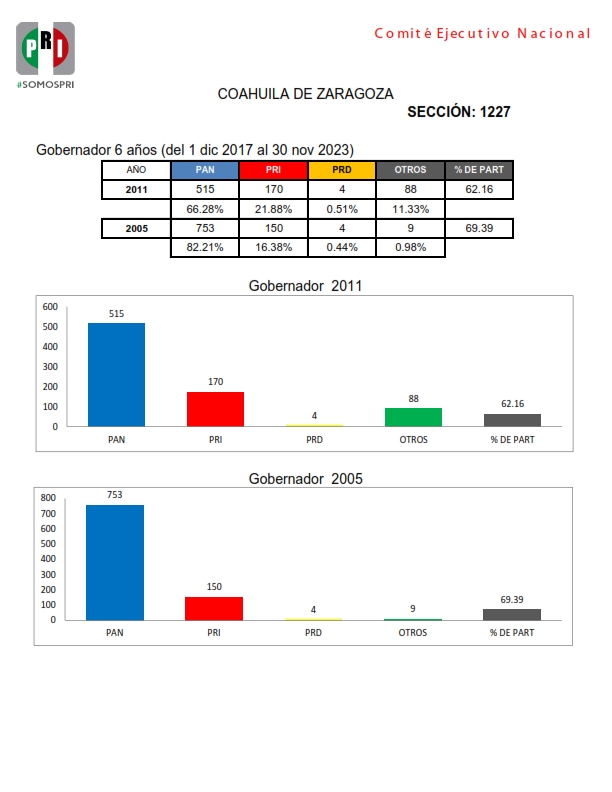 PRI
#SOMOSPRI
Comité Ejecutivo Nacional
COAHUILA DE ZARAGOZA
SECCIÓN: 1227
Gobernador 6 años (del 1 dic 2017 al 30 nov 2023)
AÑO PAN PRI PRD OTROS % DE PART
2011 515 170 4 88 62.16
66.28% 21.88% 0.51% 11.33%
2005 753 150 4 9 69.39
82.21% 16.38% 0.44% 0.98%
Gobernador 2011
600
500
400
300
200
100
0
515
170
4
88
62.16
PAN PRI PRD OTROS % DE PART
Gobernador 2005
800
700
600
500
400
300
200
100
0
753
150
4
9
69.39
PAN PRI PRD OTROS % DE PART